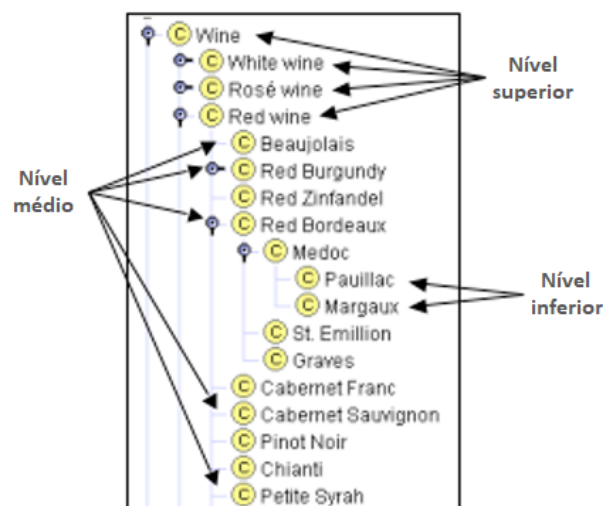 Wine
White wine
Rosé wine
Red wine
Nível
superior
Beaujolais
Red Burgundy
Red Zinfandel
Red Bordeaux
Nível
médio
Medoc
Pauillac
Margaux
Nível
inferior
St. Emillion
Graves
Cabernet Franc
Cabernet Sauvignon
Pinot Noir
Chianti
Petite Syrah